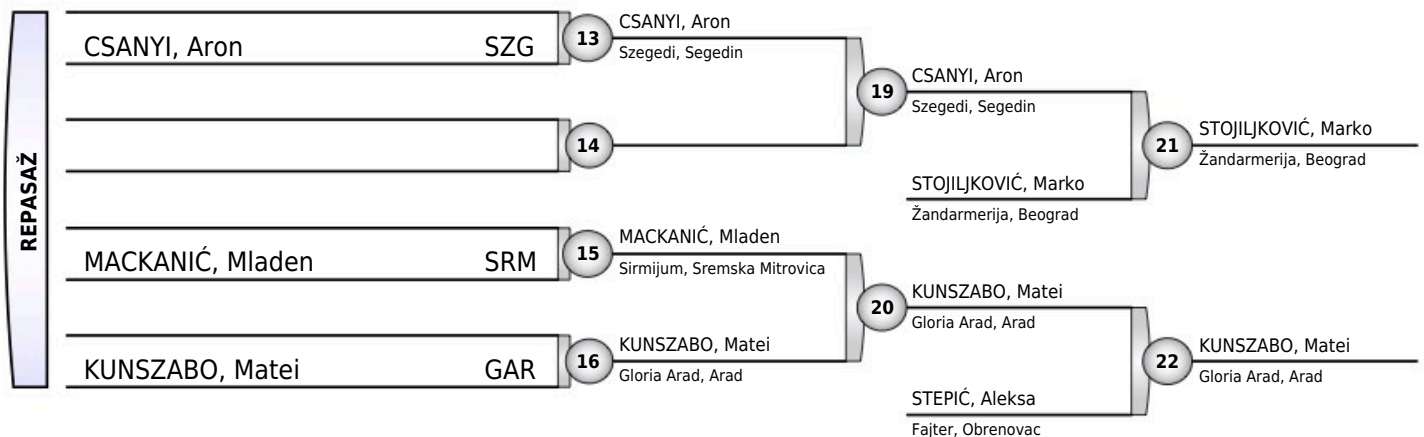 REPASAŽ
CSANYI, Aron SZG
13
CSANYI, Aron
Szegedi, Segedin
14
19
CSANYI, Aron
Szegedi, Segedin
STOJILJKOVIĆ, Marko
Žandarmerija, Beograd
21
STOJILJKOVIĆ, Marko
Žandarmerija, Beograd
MACKANIĆ, Mladen SRM
15
MACKANIĆ, Mladen
Sirmijum, Sremska Mitrovica
KUNSZABO, Matei GAR
16
KUNSZABO, Matei
Gloria Arad, Arad
20
KUNSZABO, Matei
Gloria Arad, Arad
STEPIĆ, Aleksa
Fajter, Obrenovac
22
KUNSZABO, Matei
Gloria Arad, Arad